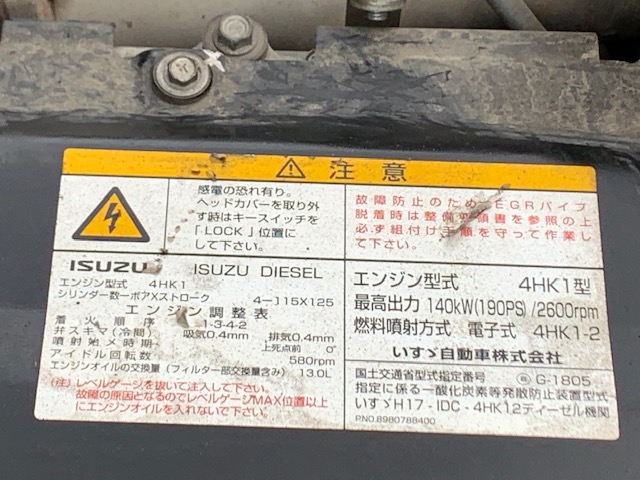 ⚠ 注意
感電の恐れ有り。
ヘッドカバーを取り外
す時はキースイッチを
「LOCK」位置に
して下さい。
故障防止のため EGRパイプ
脱着時は整備 領書を参照の上
必ず組付け手順を守って作業し
て下さい。
ISUZU ISUZU DIESEL
エンジン型式 4HK1
シリンダー数ーボアXストローク 4-115X125
エンジン調整表
着火順序 1-3-4-2
弁スキマ(冷間) 吸気0.4mm 排気0.4mm
噴射始メ時期 上死点前 0°
アイドル回転数 580rpm
エンジンオイルの交換量(フィルター部交換量含み) 13.0L
(注)レベルゲージを抜いて注入して下さい。
故障の原因となるのでレベルゲージMAX位置以上
にエンジンオイルを入れないで下さい。
エンジン型式 4HK1型
最高出力 140kW(190PS)/2600rpm
燃料噴射方式 電子式 4HK1-2
いすゞ自動車株式会社
国土交通省型式指定番号 G-1805
指定に係る一酸化炭素等発散防止装置型式
いすゞH17-IDC-4HK12ディーゼル機関
P.NO.8980788400